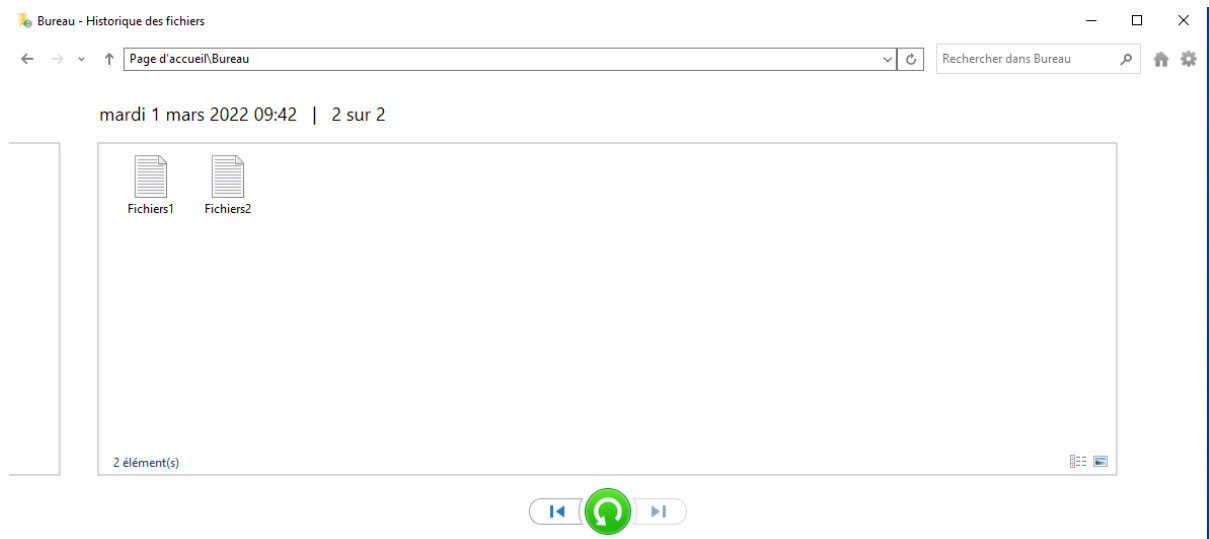 Bureau - Historique des fichiers
Page d'accueil\Bureau
Rechercher dans Bureau
mardi 1 mars 2022 09:42 | 2 sur 2
Fichiers1 Fichiers2
2 élément(s)